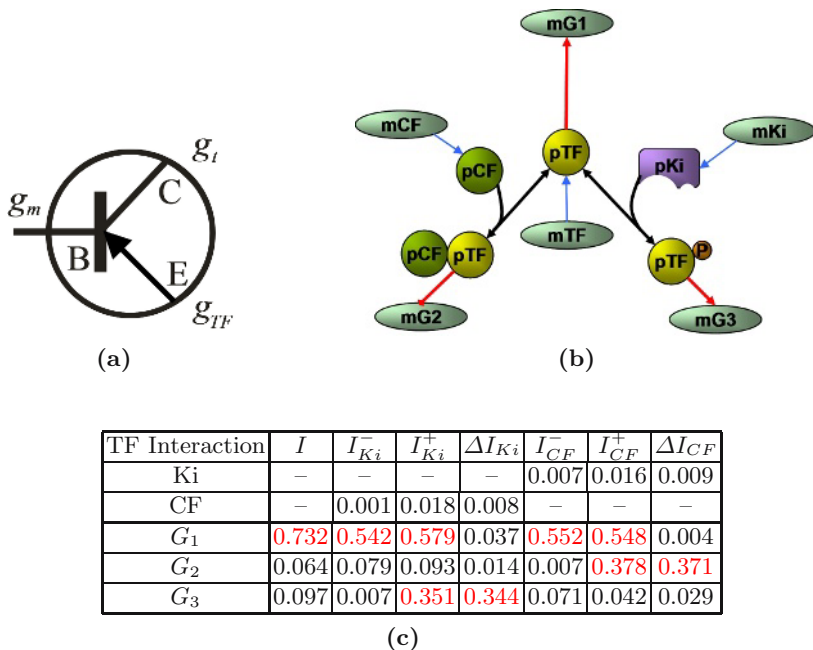 g_t
C
g_m
B
E
g_TF
(a)
mG1
mCF
mKi
pCF
pTF
pKi
mTF
pCF
pTF
pTF
P
mG2
mG3
(b)
TF Interaction I I⁻_Ki I⁺_Ki ΔI_Ki I⁻_CF I⁺_CF ΔI_CF
Ki – – – – 0.007 0.016 0.009
CF – 0.001 0.018 0.008 – – –
G₁ 0.732 0.542 0.579 0.037 0.552 0.548 0.004
G₂ 0.064 0.079 0.093 0.014 0.007 0.378 0.371
G₃ 0.097 0.007 0.351 0.344 0.071 0.042 0.029
(c)